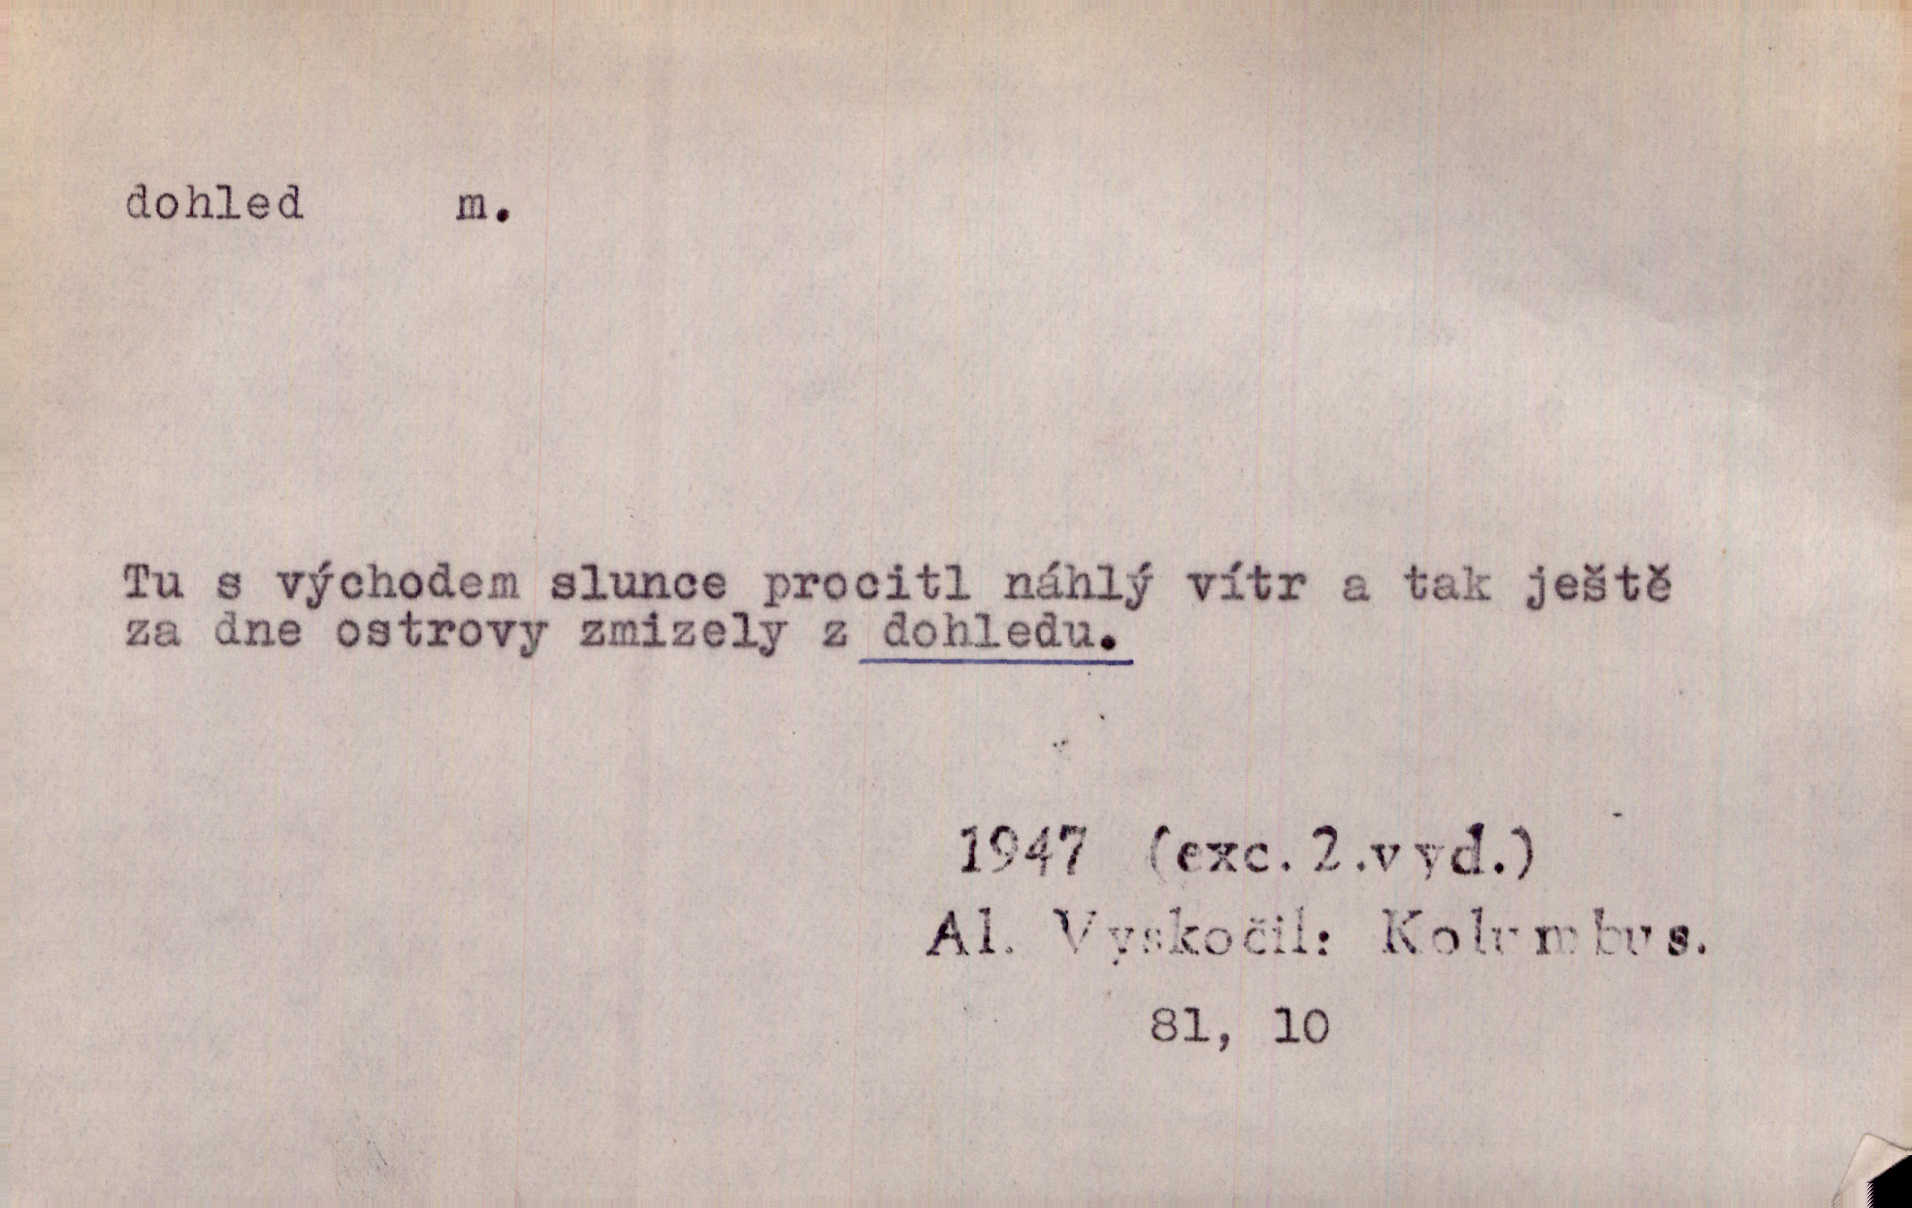 dohled m.
Tu s východem slunce procitl náhlý vítr a tak ještě
za dne ostrovy zmizely z dohledu.
1947 (exc. 2.vyd.)
Al. Vyskočil: Kolumbus.
81, 10